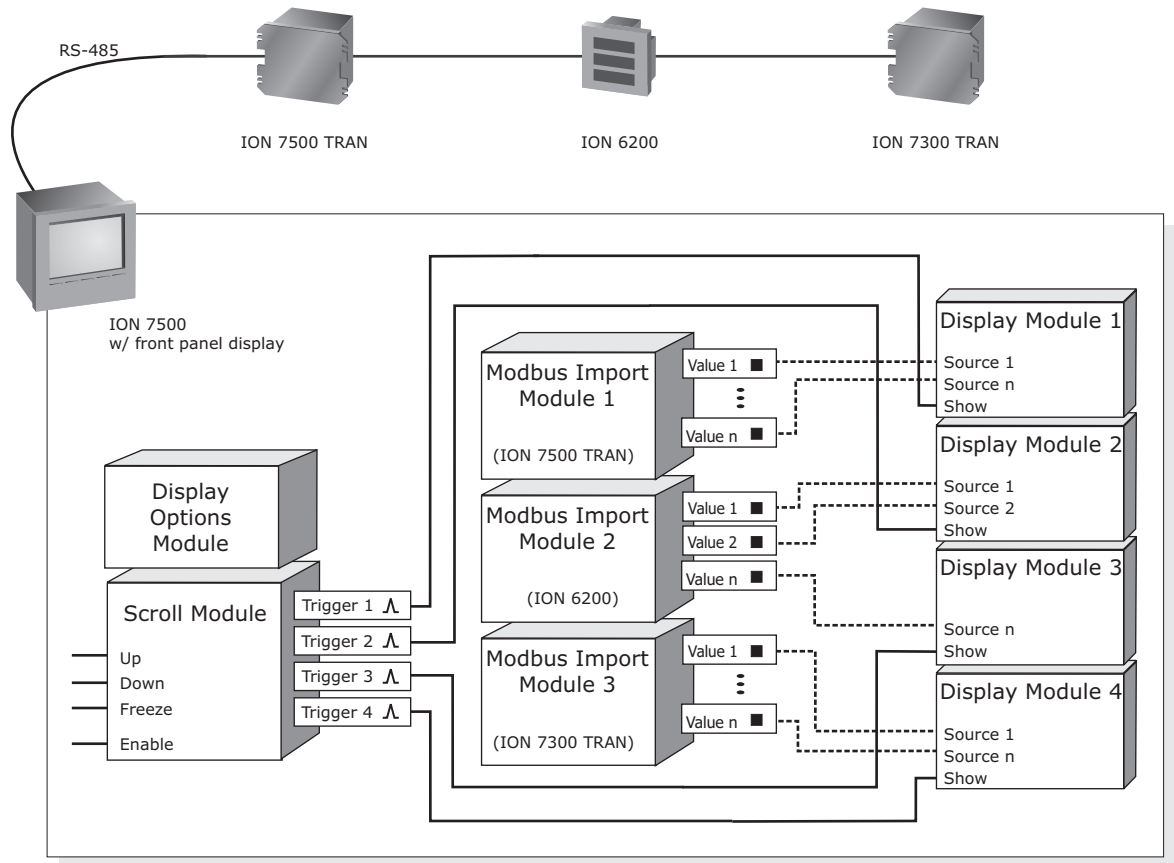 RS-485
ION 7500 TRAN
ION 6200
ION 7300 TRAN
ION 7500
w/ front panel display
Display
Options
Module
Scroll Module
Up
Down
Freeze
Enable
Trigger 1
Trigger 2
Trigger 3
Trigger 4
Modbus Import
Module 1
(ION 7500 TRAN)
Value 1
Value n
Modbus Import
Module 2
(ION 6200)
Value 1
Value 2
Value n
Modbus Import
Module 3
(ION 7300 TRAN)
Value 1
Value n
Display Module 1
Source 1
Source n
Show
Display Module 2
Source 1
Source 2
Show
Display Module 3
Source n
Show
Display Module 4
Source 1
Source n
Show